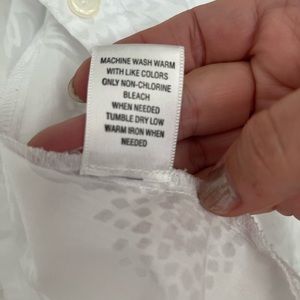 MACHINE WASH WARM
WITH LIKE COLORS
ONLY NON-CHLORINE
BLEACH
WHEN NEEDED
TUMBLE DRY LOW
WARM IRON WHEN
NEEDED